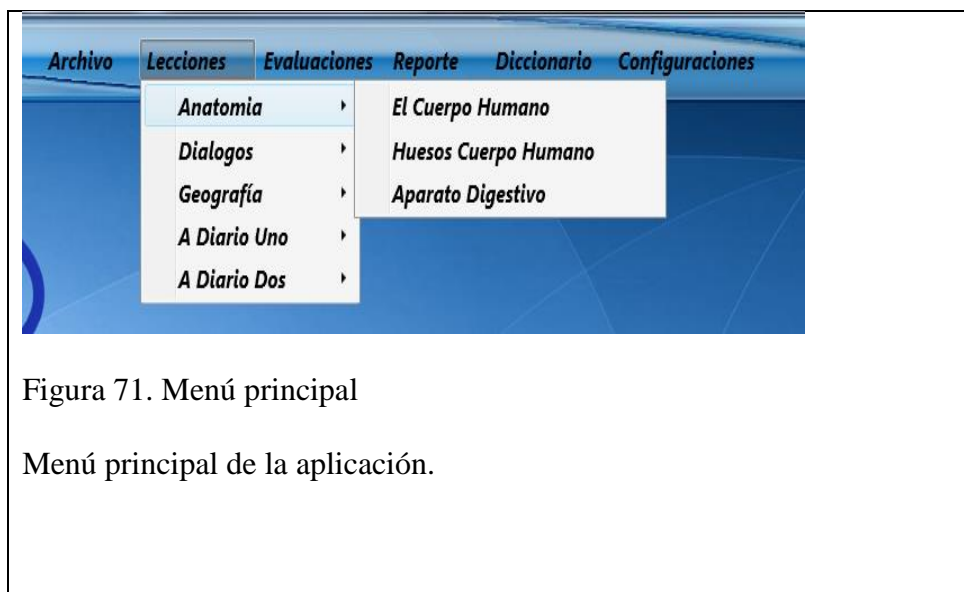 Archivo Lecciones Evaluaciones Reporte Diccionario Configuraciones
Anatomia El Cuerpo Humano
Dialogos Huesos Cuerpo Humano
Geografía Aparato Digestivo
A Diario Uno
A Diario Dos
Figura 71. Menú principal
Menú principal de la aplicación.